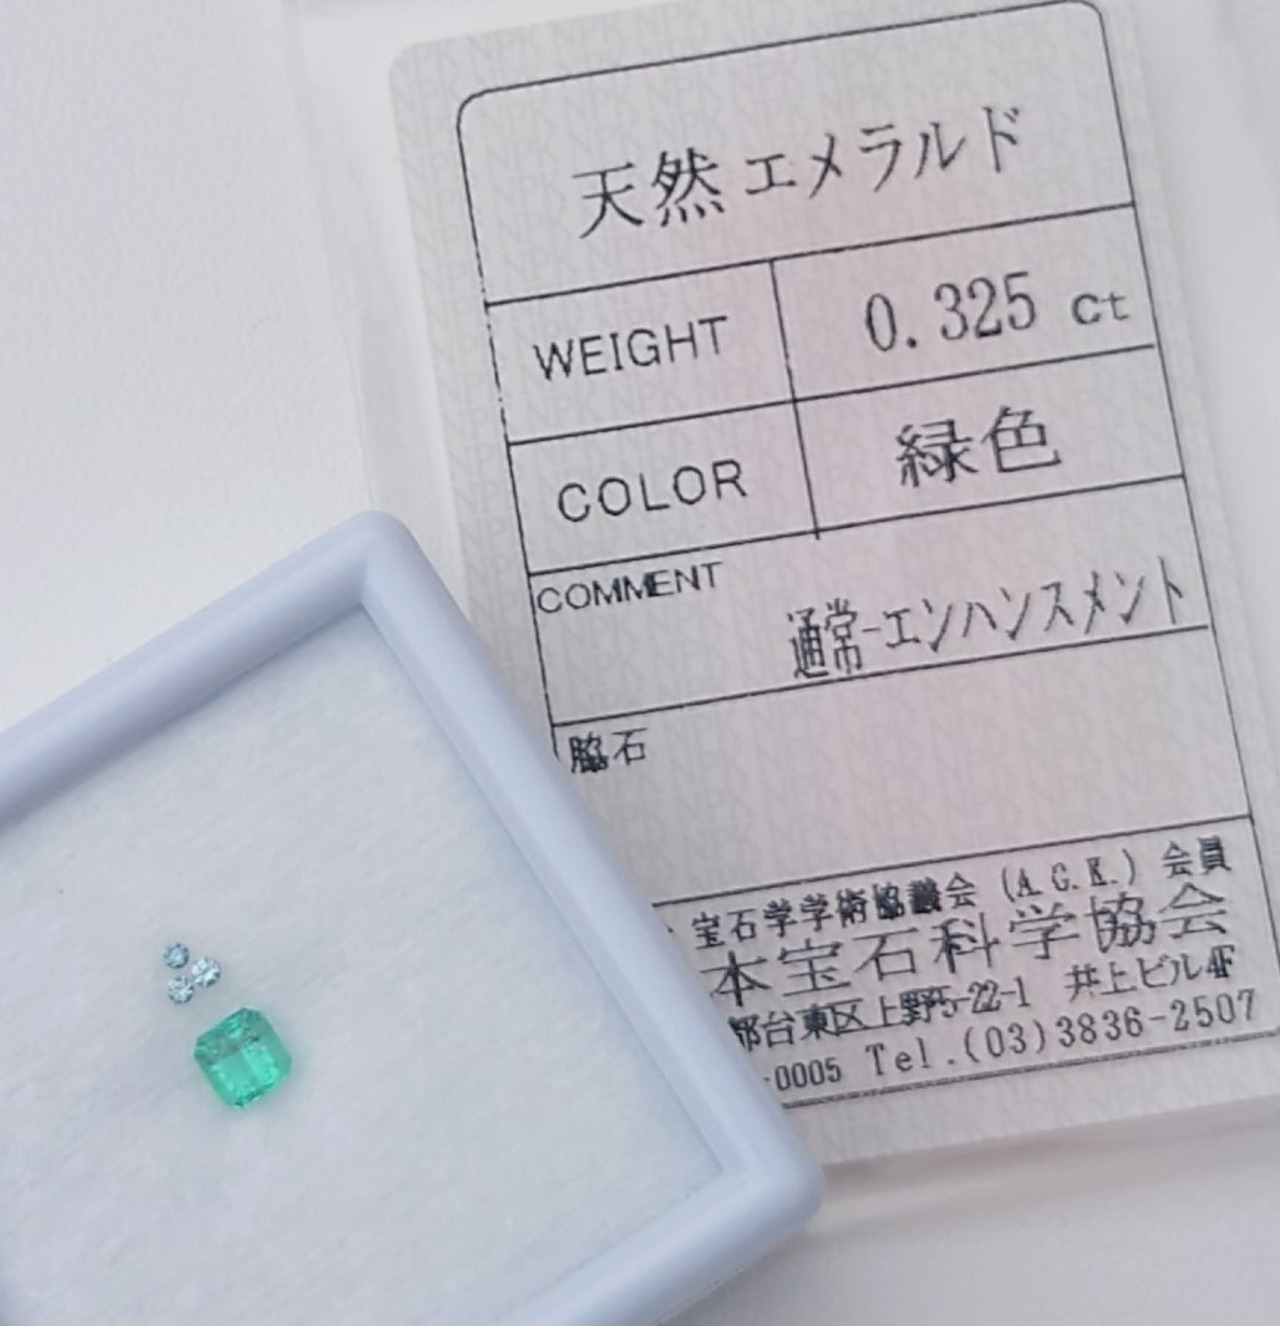 天然エメラルド
WEIGHT 0.325 ct
COLOR 緑色
COMMENT
通常-エンハンスメント
脇石
宝石学学術協議会 (A.G.K.) 会員
本宝石科学協会
都台東区上野5-22-1 井上ビル4F
-0005 Tel.(03)3836-2507